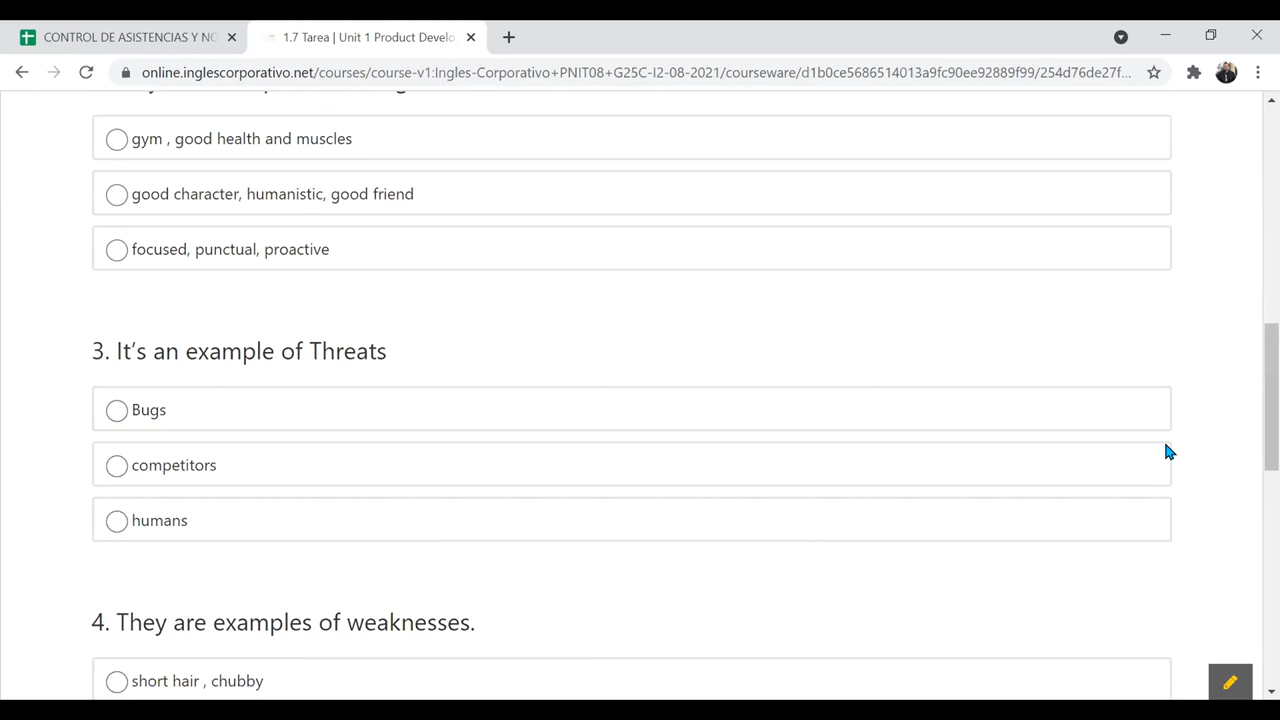 CONTROL DE ASISTENCIAS Y NO
1.7 Tarea | Unit 1 Product Develo
online.inglescorporativo.net/courses/course-v1:Ingles-Corporativo+PNIT08+G25C-I2-08-2021/courseware/d1b0ce5686514013a9fc90ee92889f99/254d76de27f...
gym , good health and muscles
good character, humanistic, good friend
focused, punctual, proactive
3. It’s an example of Threats
Bugs
competitors
humans
4. They are examples of weaknesses.
short hair , chubby